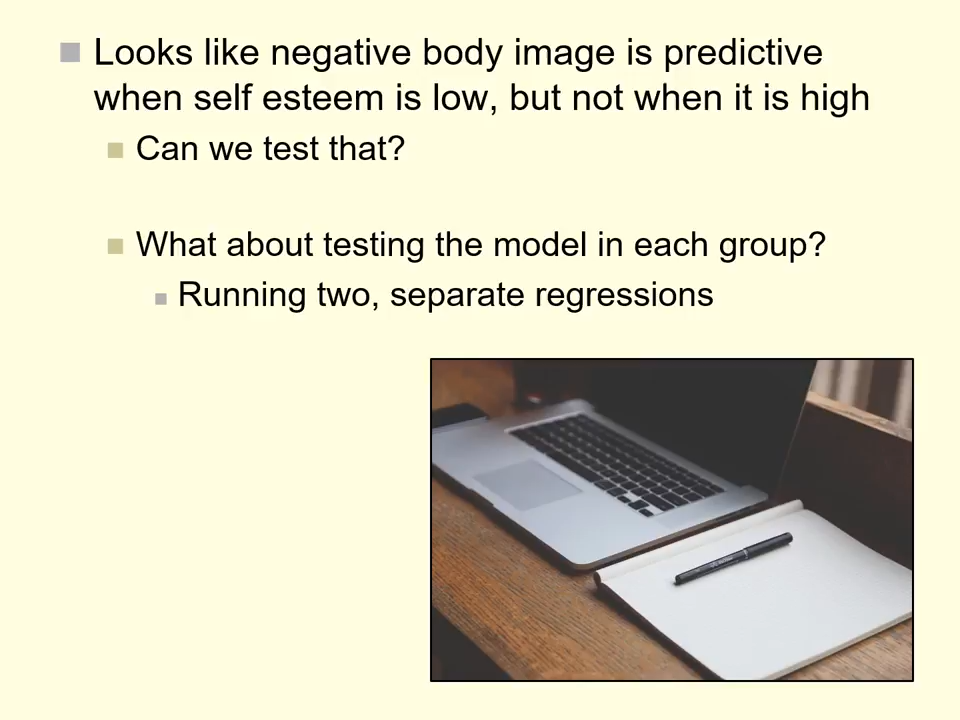 Looks like negative body image is predictive
when self esteem is low, but not when it is high
Can we test that?
What about testing the model in each group?
Running two, separate regressions